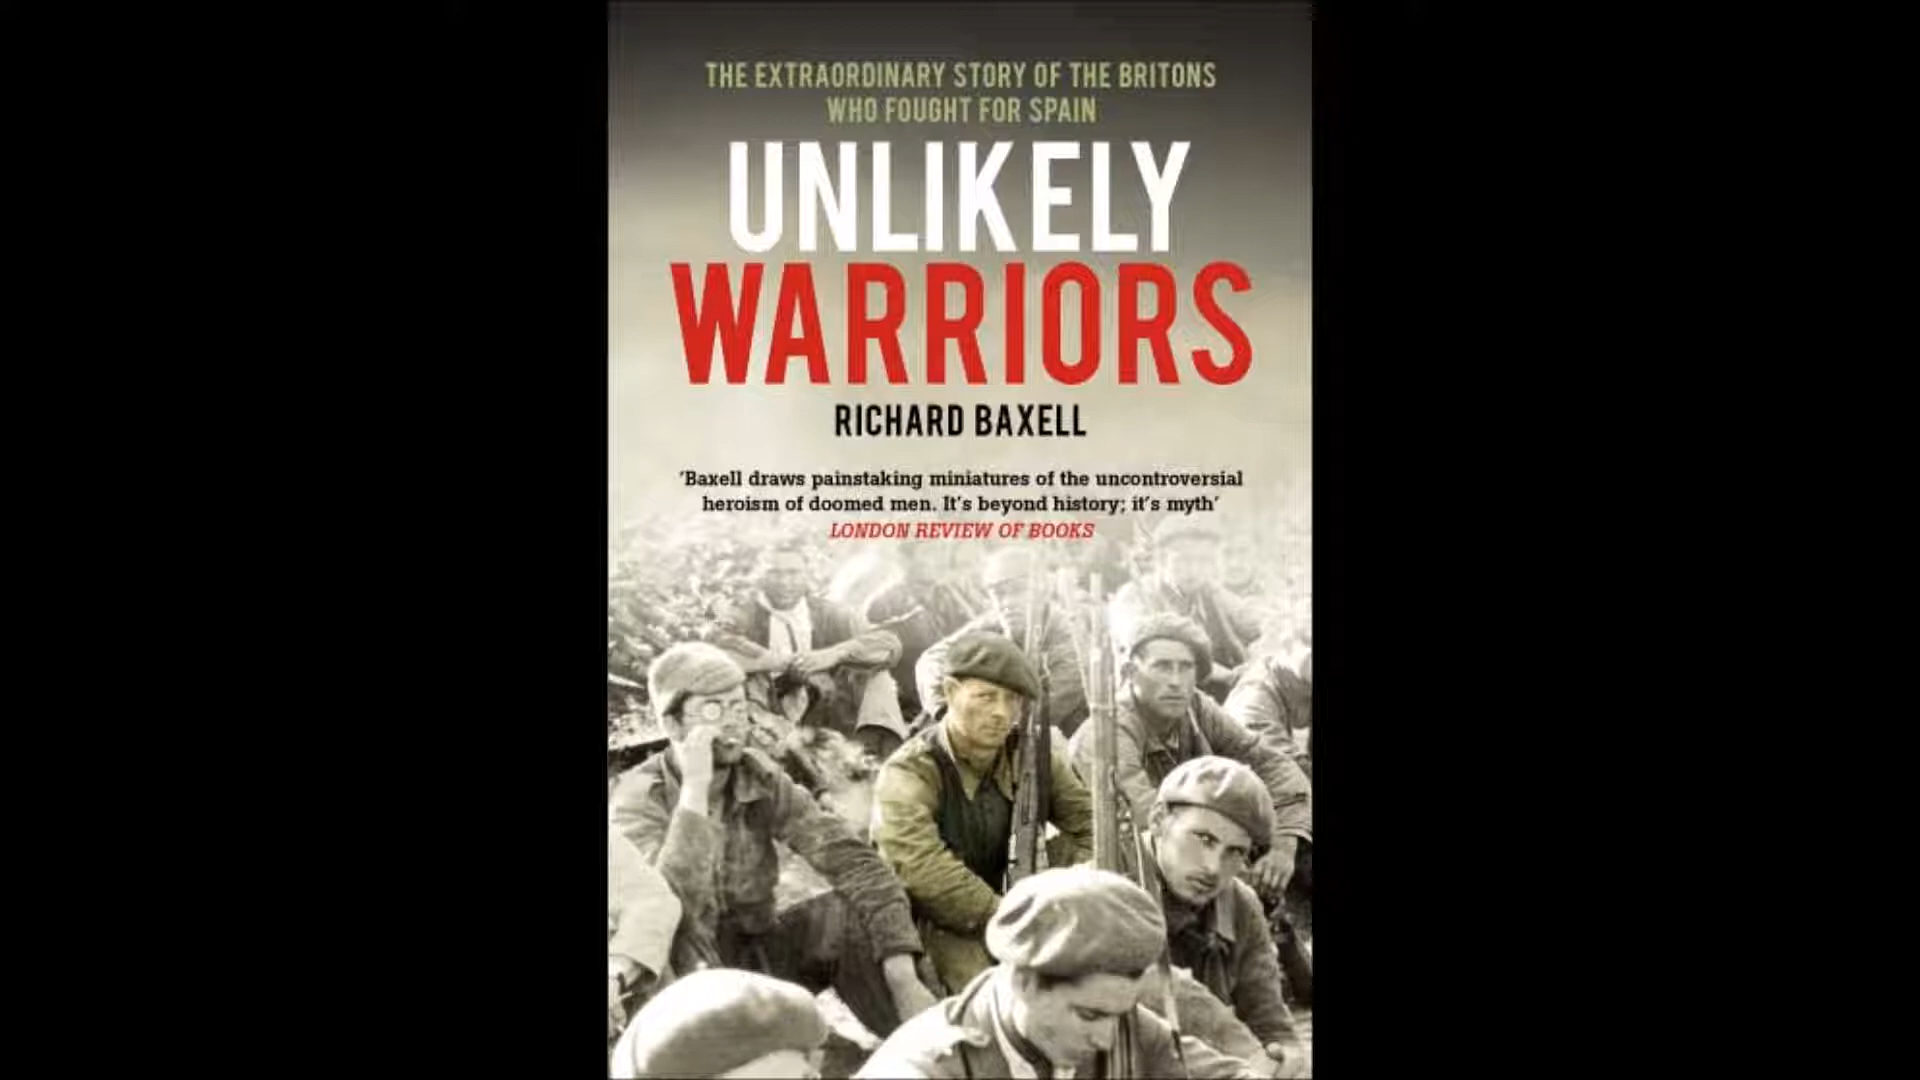 THE EXTRAORDINARY STORY OF THE BRITONS
WHO FOUGHT FOR SPAIN
UNLIKELY
WARRIORS
RICHARD BAXELL
‘Baxell draws painstaking miniatures of the uncontroversial
heroism of doomed men. It’s beyond history; it’s myth’
LONDON REVIEW OF BOOKS